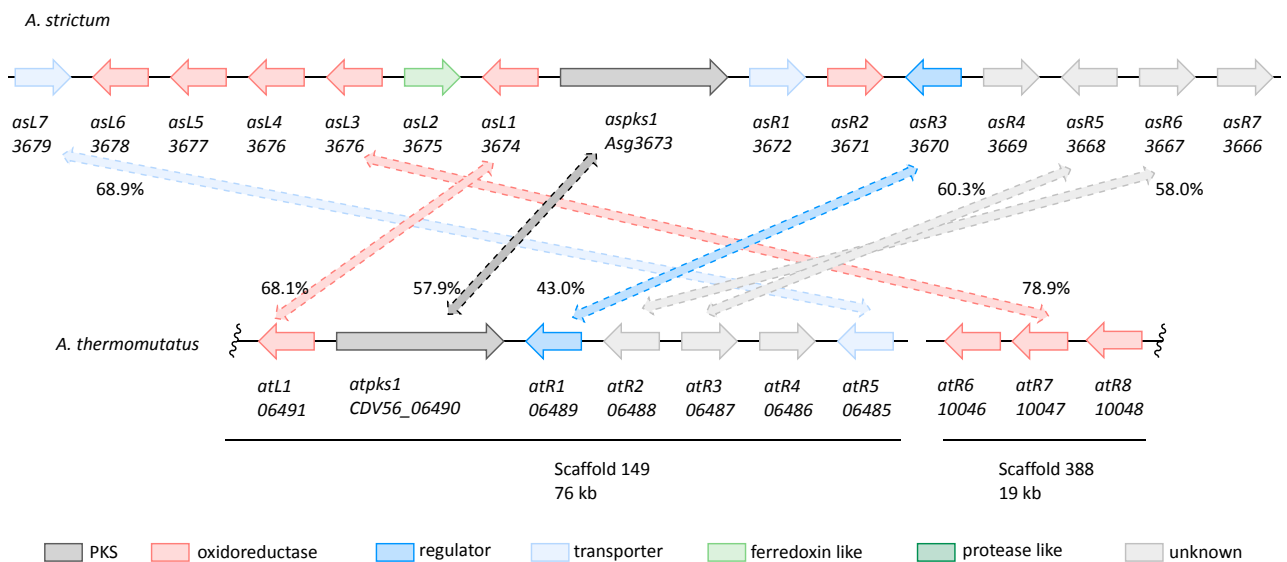 A. strictum
asL7 asL6 asL5 asL4 asL3 asL2 asL1 aspks1 asR1 asR2 asR3 asR4 asR5 asR6 asR7
3679 3678 3677 3676 3676 3675 3674 Asg3673 3672 3671 3670 3669 3668 3667 3666
68.9% 60.3% 58.0%
68.1% 57.9% 43.0% 78.9%
A. thermomutatus
atL1 atpks1 atR1 atR2 atR3 atR4 atR5 atR6 atR7 atR8
06491 CDV56_06490 06489 06488 06487 06486 06485 10046 10047 10048
Scaffold 149 Scaffold 388
76 kb 19 kb
PKS oxidoreductase regulator transporter ferredoxin like protease like unknown